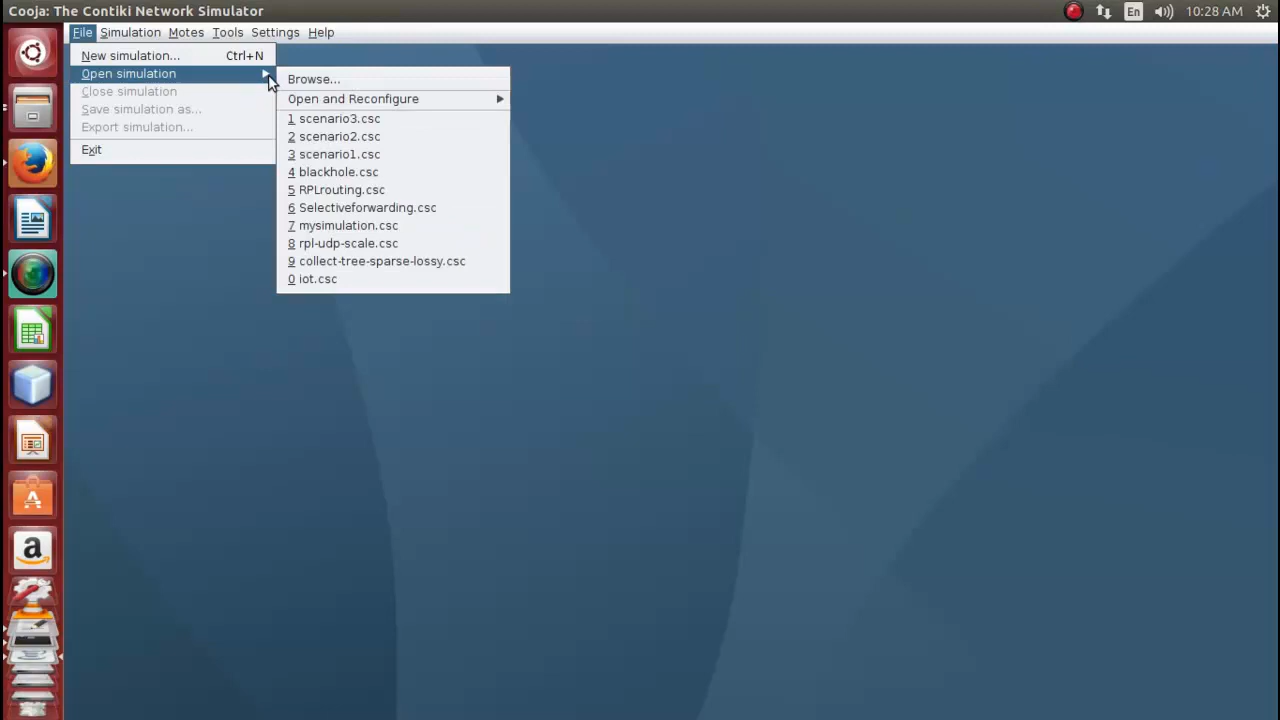 Cooja: The Contiki Network Simulator
En
10:28 AM
File Simulation Motes Tools Settings Help
New simulation... Ctrl+N
Open simulation
Close simulation
Save simulation as...
Export simulation...
Exit
Browse...
Open and Reconfigure
1 scenario3.csc
2 scenario2.csc
3 scenario1.csc
4 blackhole.csc
5 RPLrouting.csc
6 Selectiveforwarding.csc
7 mysimulation.csc
8 rpl-udp-scale.csc
9 collect-tree-sparse-lossy.csc
0 iot.csc
A
a